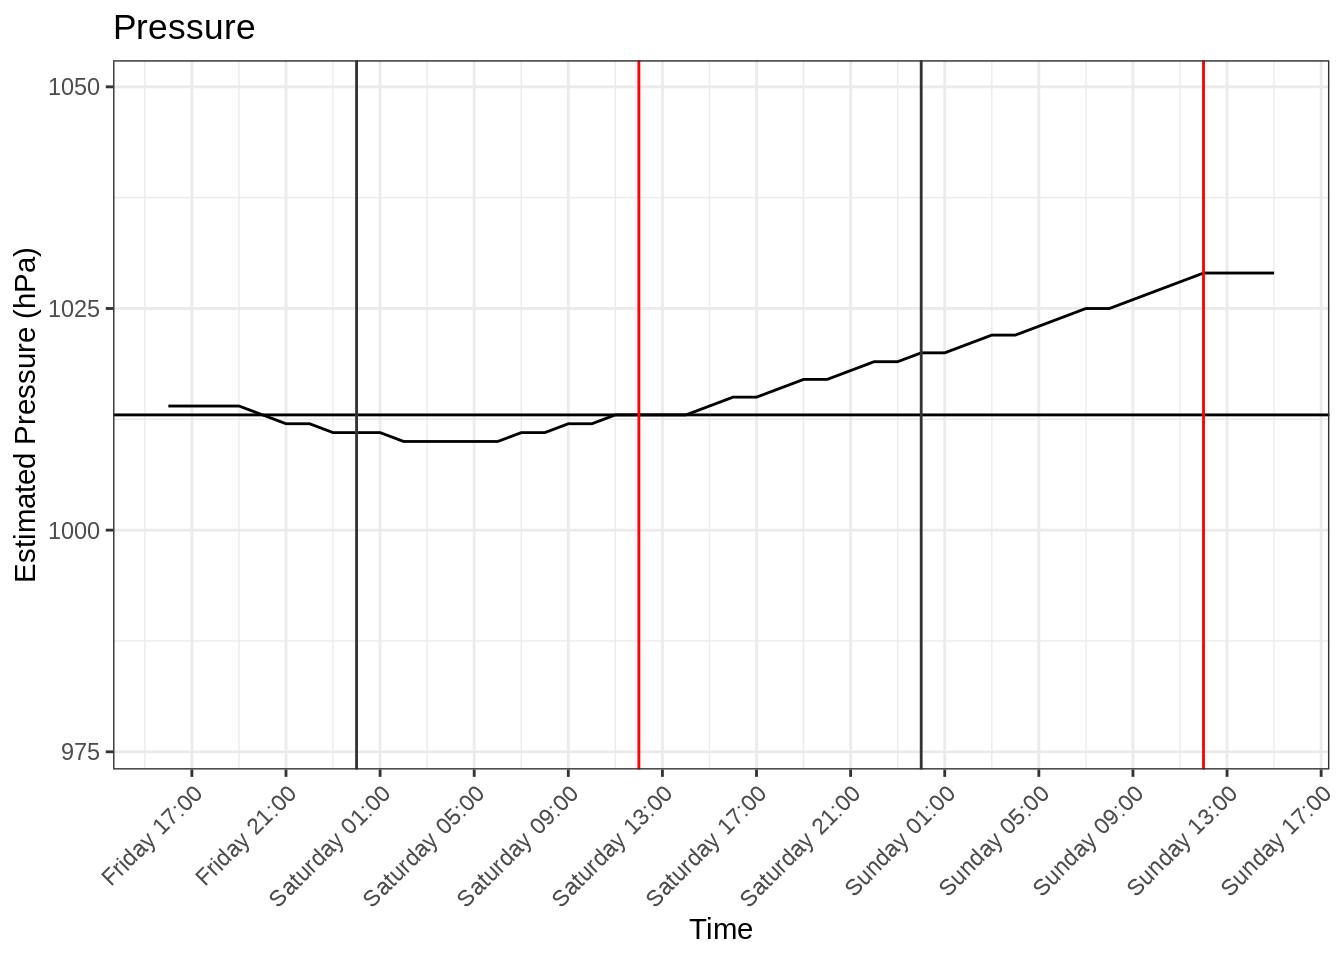 Pressure
Estimated Pressure (hPa)
1050
1025
1000
975
Friday 17:00
Friday 21:00
Saturday 01:00
Saturday 05:00
Saturday 09:00
Saturday 13:00
Saturday 17:00
Saturday 21:00
Sunday 01:00
Sunday 05:00
Sunday 09:00
Sunday 13:00
Sunday 17:00
Time